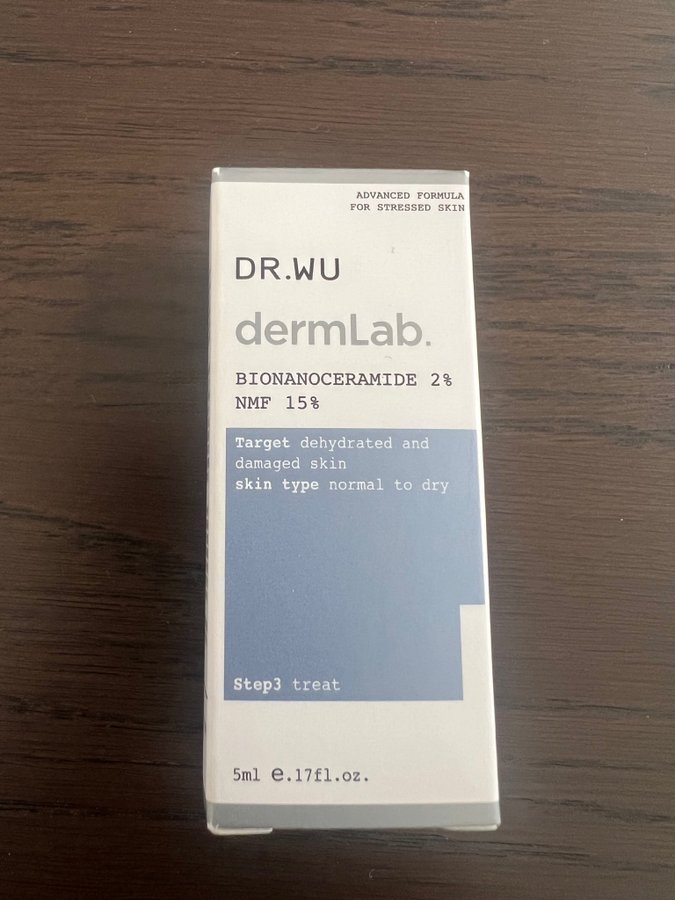 ADVANCED FORMULA
FOR STRESSED SKIN
DR.WU
dermLab.
BIONANOCERAMIDE 2%
NMF 15%
Target dehydrated and
damaged skin
skin type normal to dry
Step3 treat
5ml e.17fl.oz.